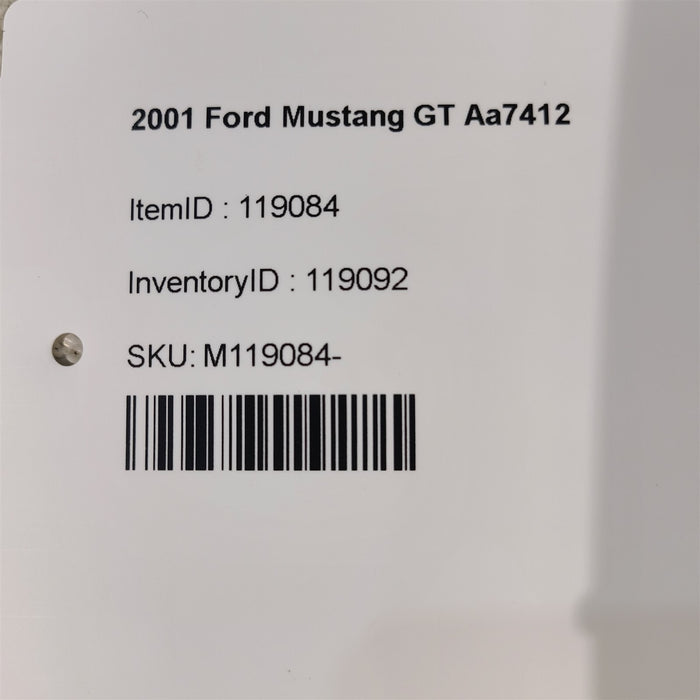 2001 Ford Mustang GT Aa7412
ItemID : 119084
InventoryID : 119092
SKU: M119084-